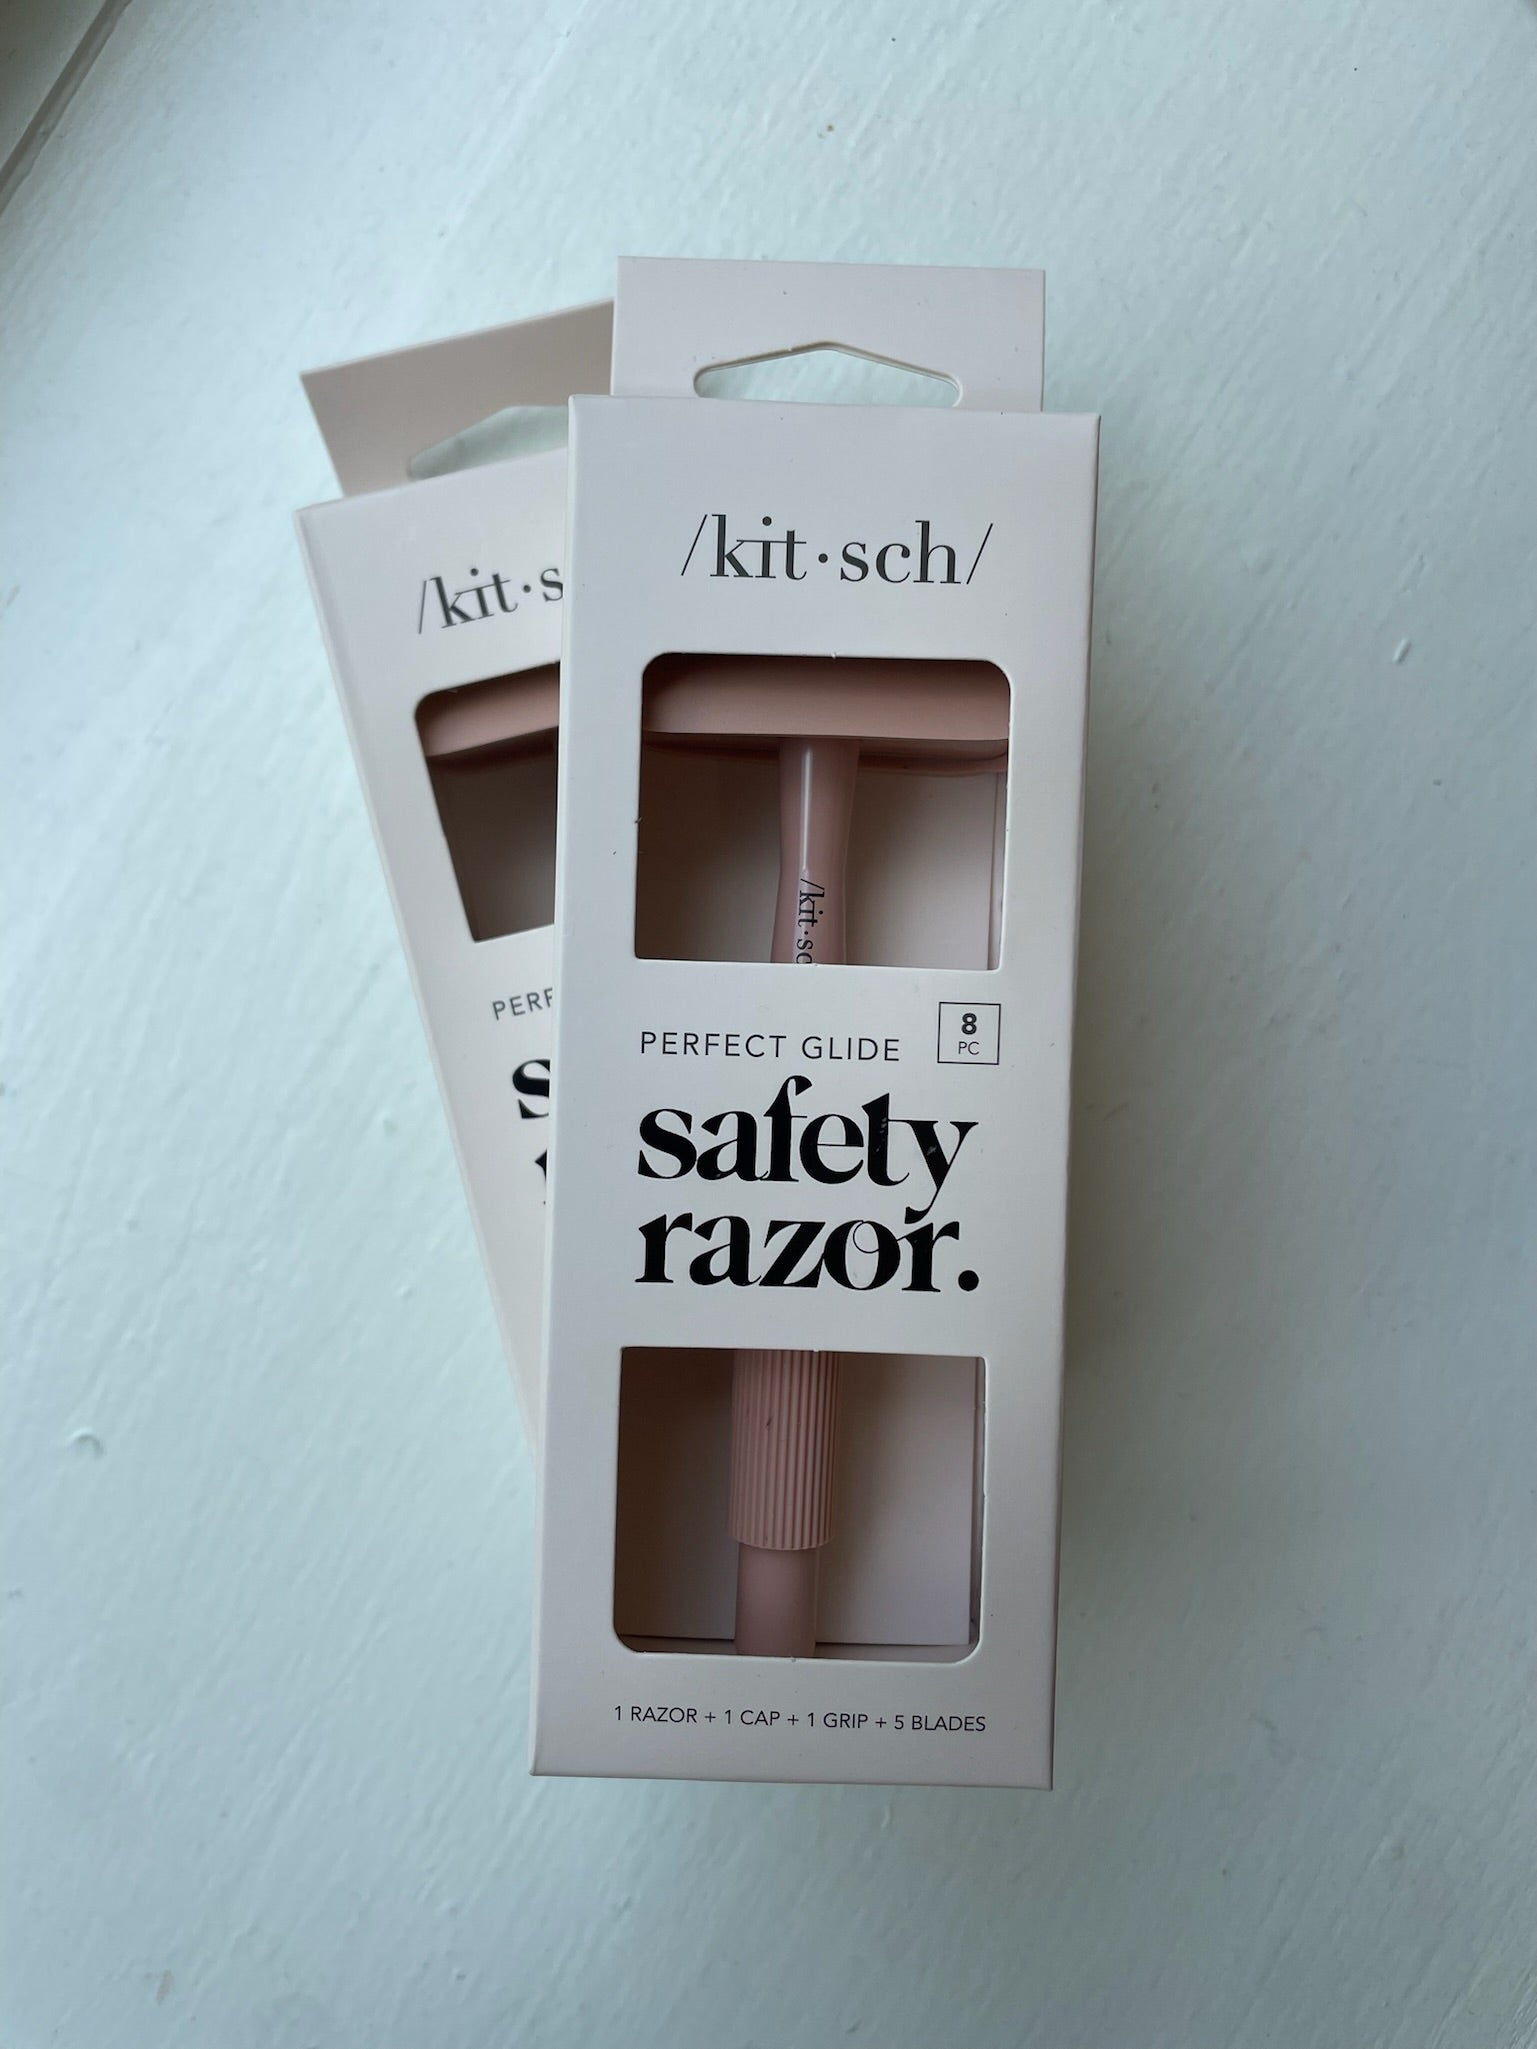 /kit·sch/
/kit·s
/kit·sc
PERFECT GLIDE
8
PC
PERF
safety
razor.
s
1 RAZOR + 1 CAP + 1 GRIP + 5 BLADES